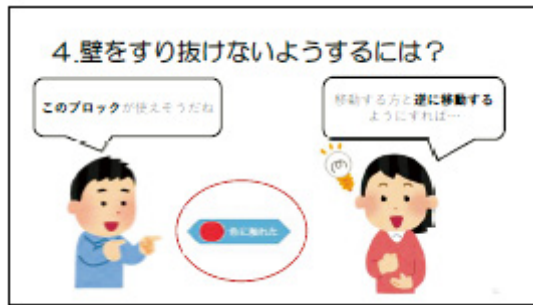 4.壁をすり抜けないようするには？
このブロックが使えそうだね
移動する方と逆に移動する
ようにすれば…
色に触れた